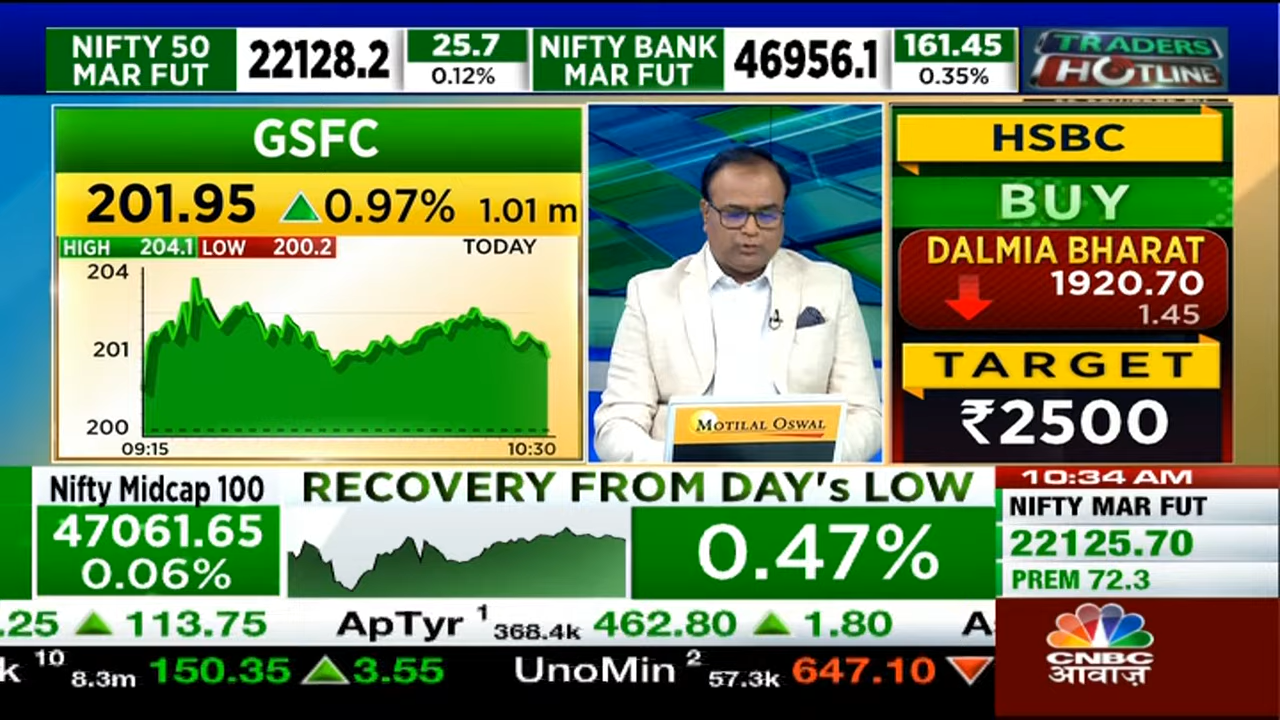 NIFTY 50
MAR FUT
22128.2
25.7
0.12%
NIFTY BANK
MAR FUT
46956.1
161.45
0.35%
TRADERS
HOTLINE
GSFC
201.95 ▲ 0.97% 1.01 m
HIGH 204.1 LOW 200.2 TODAY
204
201
200
09:15 10:30
MOTILAL OSWAL
HSBC
BUY
DALMIA BHARAT
1920.70
1.45
TARGET
₹2500
Nifty Midcap 100
47061.65
0.06%
RECOVERY FROM DAY's LOW
0.47%
10:34 AM
NIFTY MAR FUT
22125.70
PREM 72.3
.25 ▲ 113.75 ApTyr 1 368.4k 462.80 ▲ 1.80 A
k 10 8.3m 150.35 ▲ 3.55 UnoMin 2 57.3k 647.10 ▼
CNBC
आवाज़